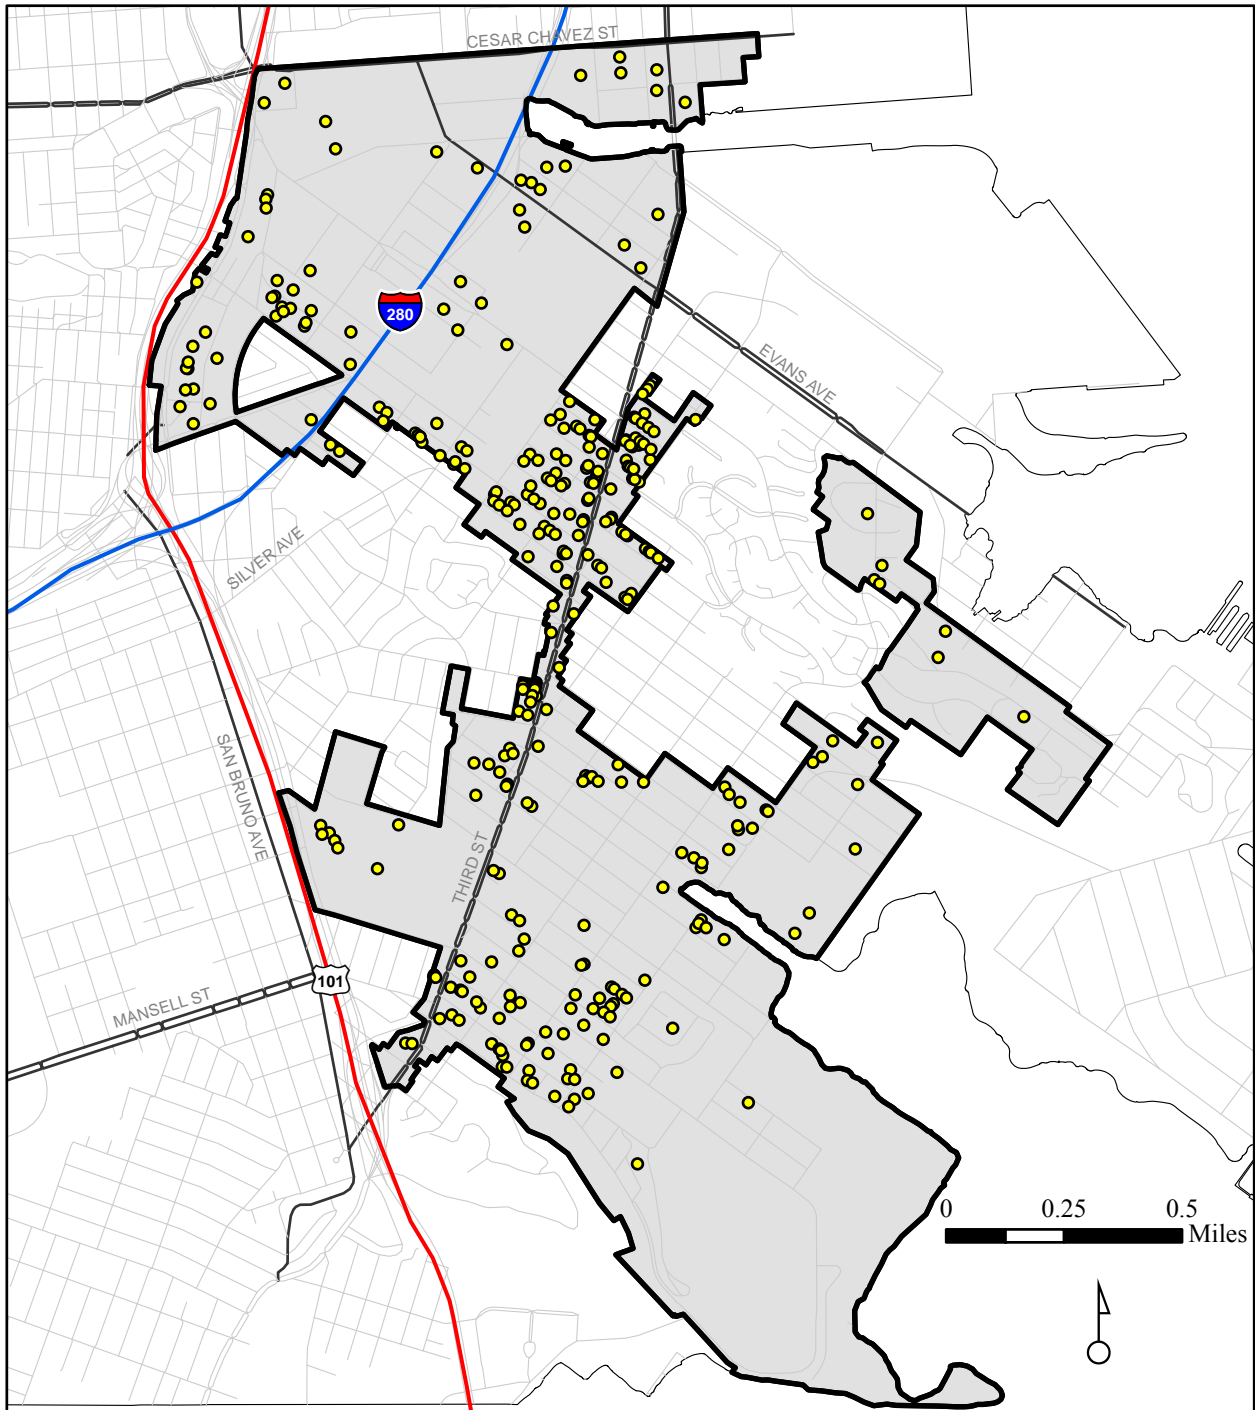 CESAR CHAVEZ ST
280
EVANS AVE
SILVER AVE
SAN BRUNO AVE
THIRD ST
101
MANSELL ST
0 0.25 0.5
Miles